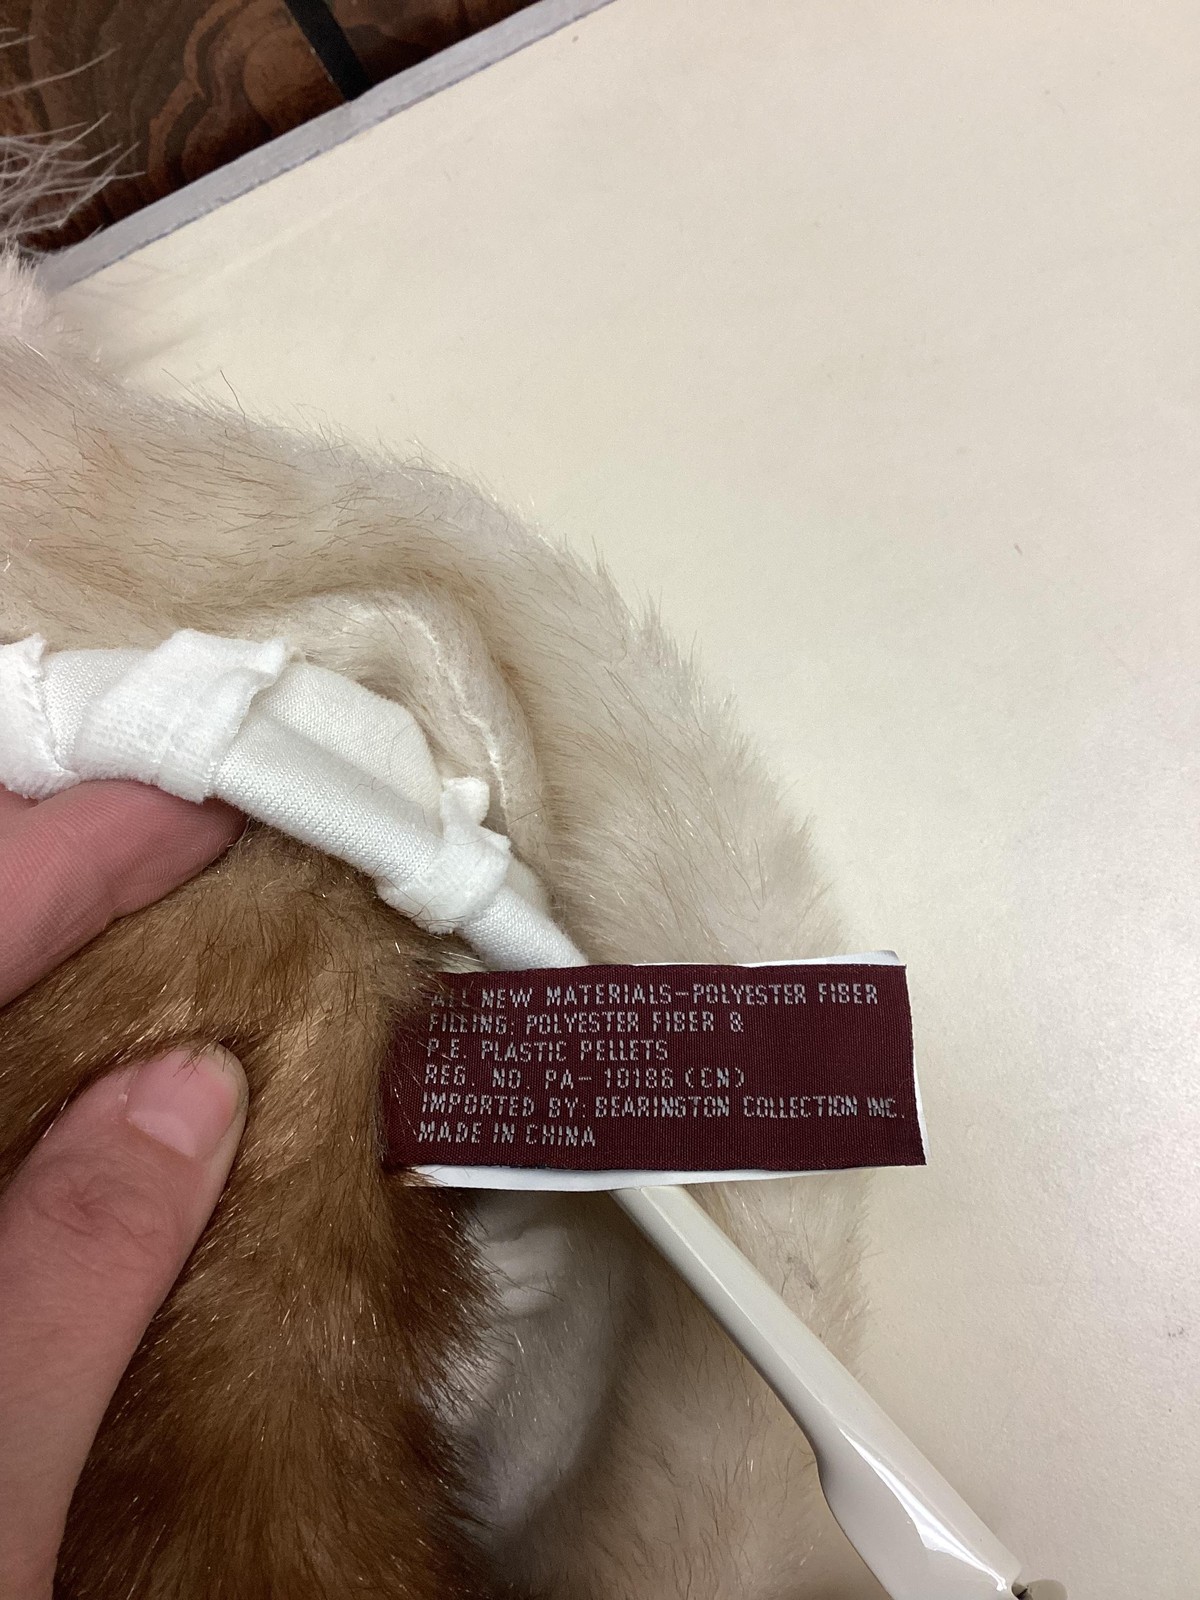 ALL NEW MATERIALS-POLYESTER FIBER
FILLING: POLYESTER FIBER &
P.E. PLASTIC PELLETS
REG. NO. PA-10186 (CN)
IMPORTED BY: BEARINGTON COLLECTION INC.
MADE IN CHINA